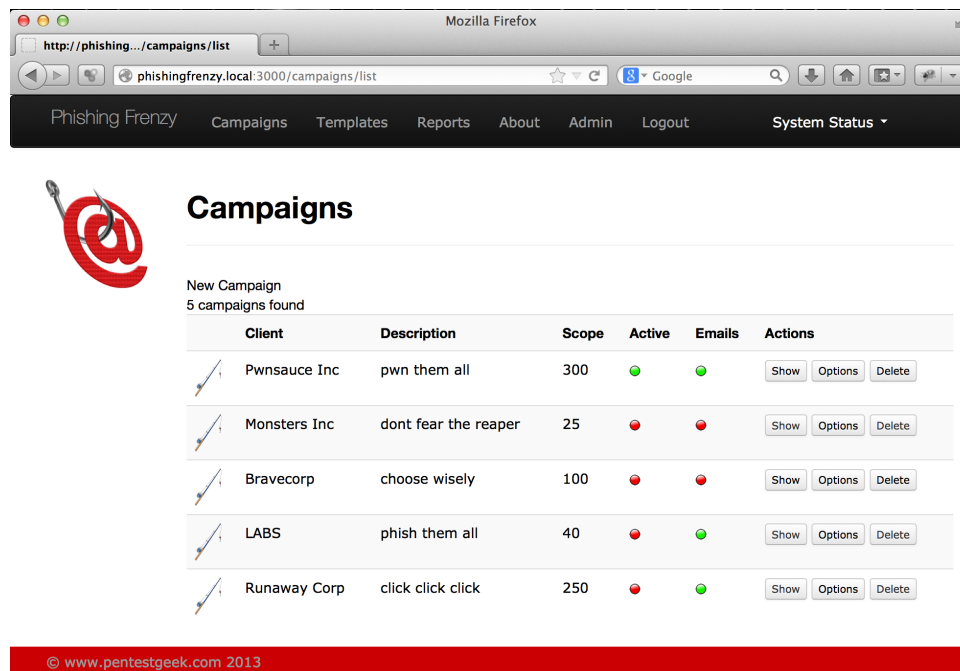 Mozilla Firefox
http://phishing.../campaigns/list
phishingfrenzy.local:3000/campaigns/list
Google
Phishing Frenzy Campaigns Templates Reports About Admin Logout System Status
Campaigns
New Campaign
5 campaigns found
Client Description Scope Active Emails Actions
Pwnsauce Inc pwn them all 300 Show Options Delete
Monsters Inc dont fear the reaper 25 Show Options Delete
Bravecorp choose wisely 100 Show Options Delete
LABS phish them all 40 Show Options Delete
Runaway Corp click click click 250 Show Options Delete
© www.pentestgeek.com 2013